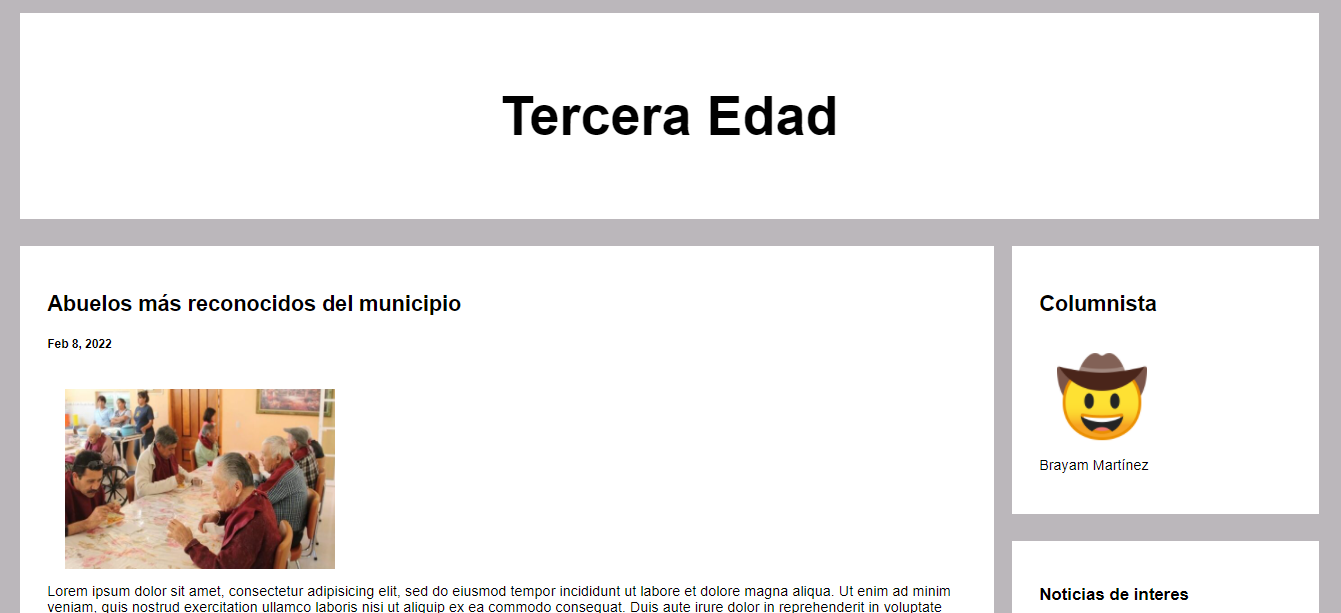 Tercera Edad
Abuelos más reconocidos del municipio
Feb 8, 2022
Lorem ipsum dolor sit amet, consectetur adipisicing elit, sed do eiusmod tempor incididunt ut labore et dolore magna aliqua. Ut enim ad minim
veniam, quis nostrud exercitation ullamco laboris nisi ut aliquip ex ea commodo consequat. Duis aute irure dolor in reprehenderit in voluptate
Columnista
Brayam Martínez
Noticias de interes